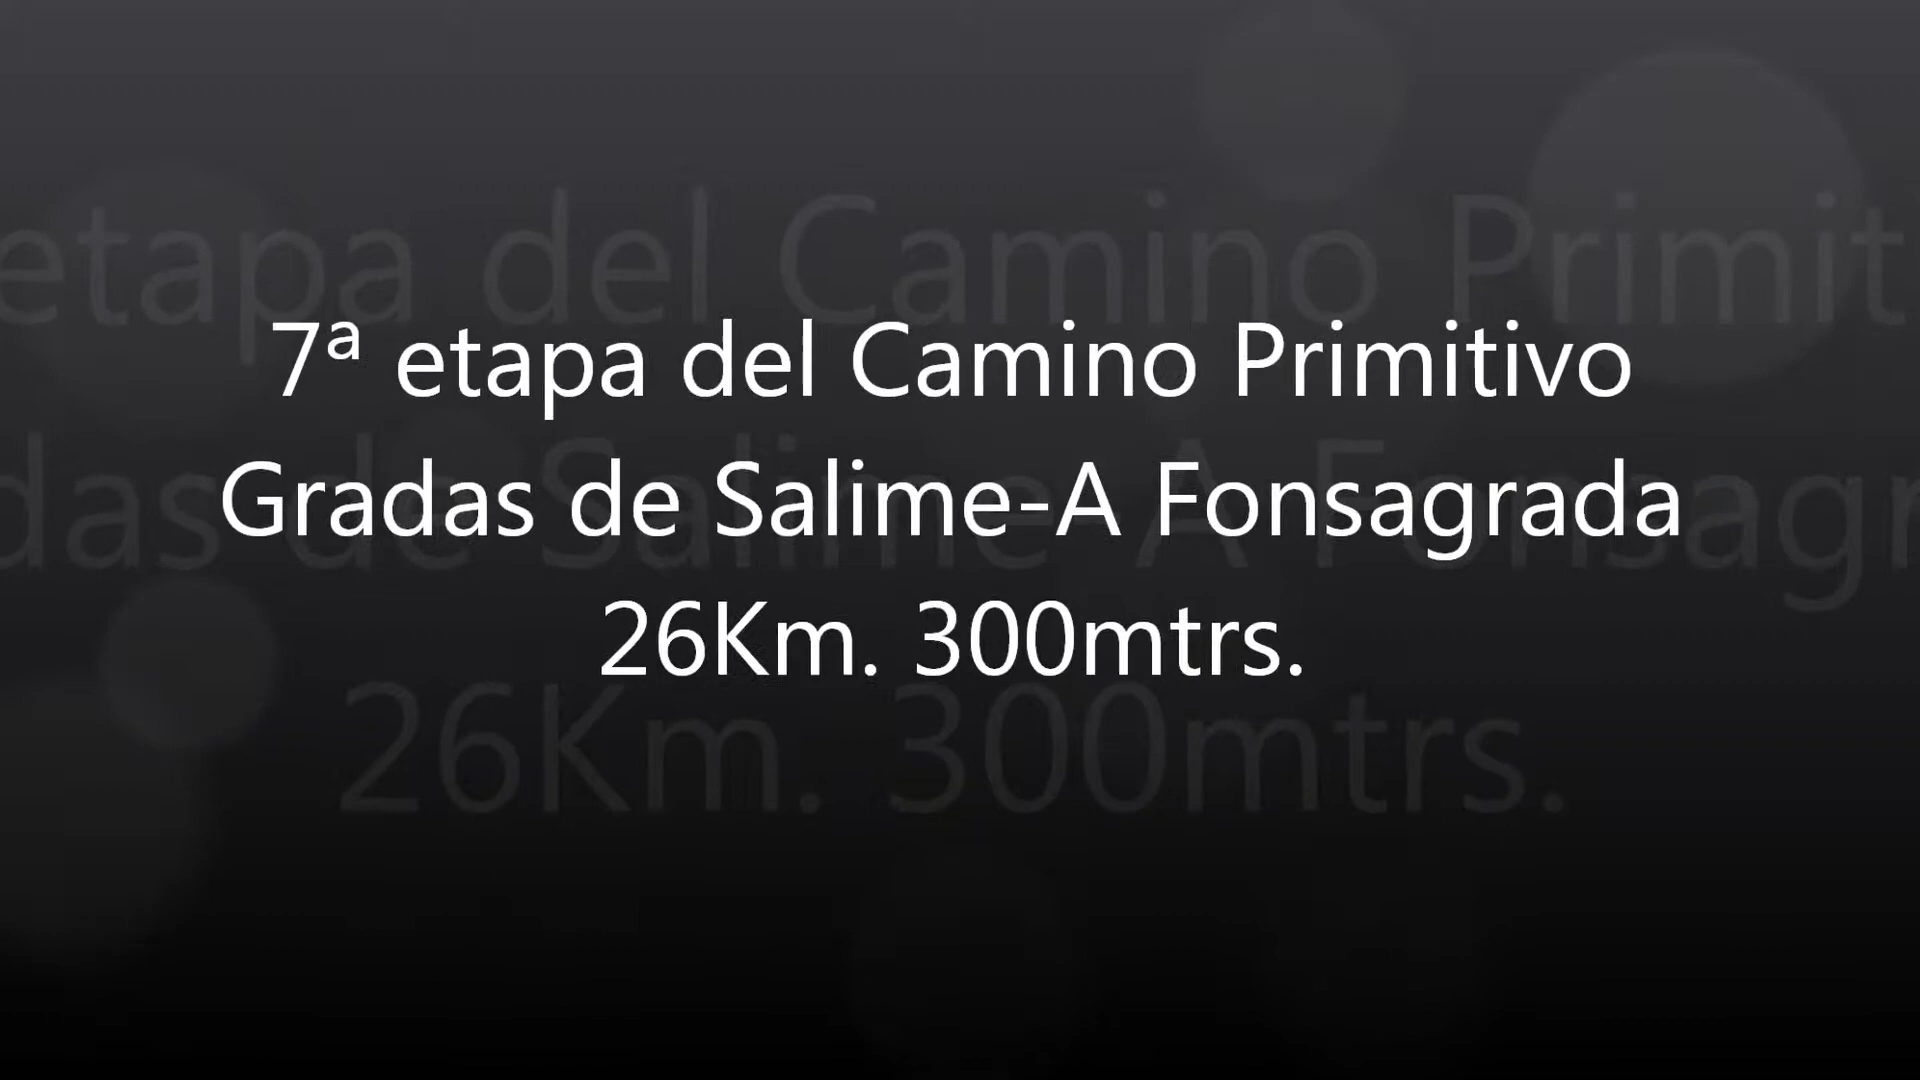 7ª etapa del Camino Primitivo
Gradas de Salime-A Fonsagrada
26Km. 300mtrs.